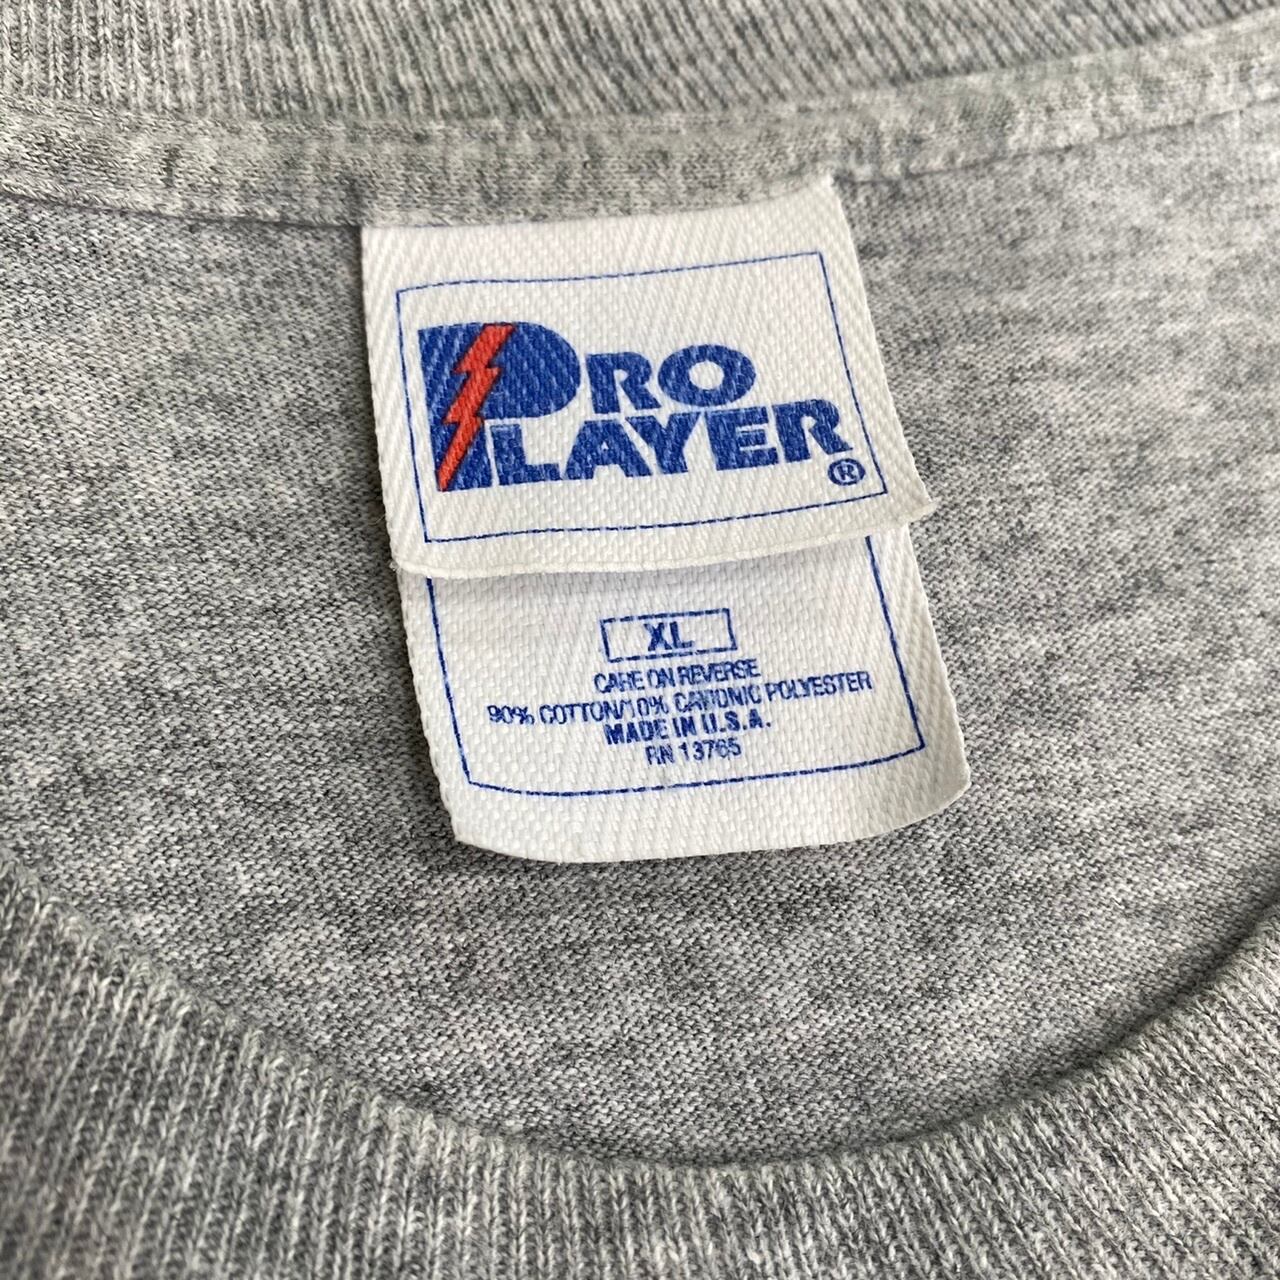 PRO
PLAYER®
XL
CARE ON REVERSE
90% COTTON/10% CATIONIC POLYESTER
MADE IN U.S.A.
RN 13765